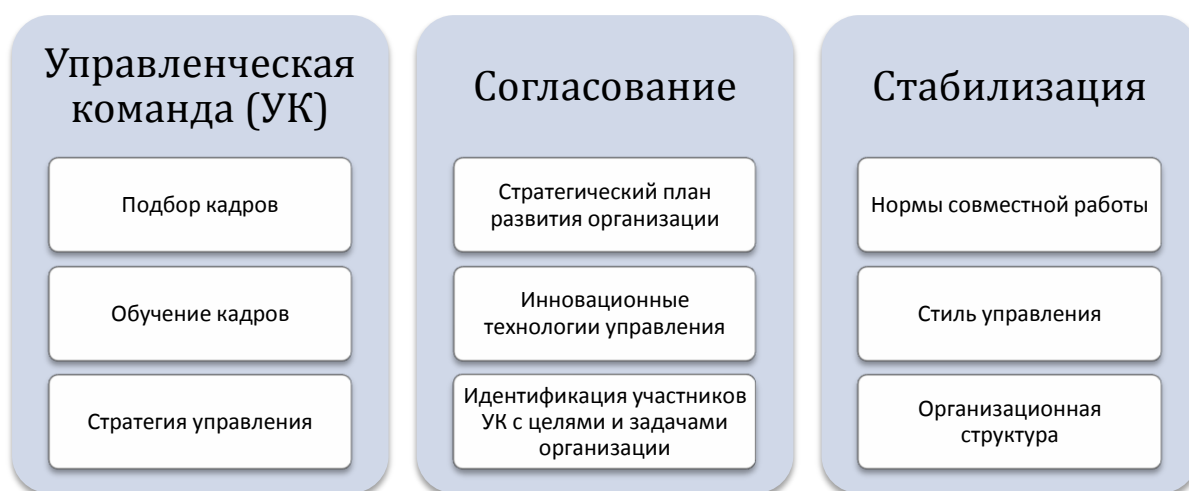 Управленческая
команда (УК)
Подбор кадров
Обучение кадров
Стратегия управления
Согласование
Стратегический план
развития организации
Инновационные
технологии управления
Идентификация участников
УК с целями и задачами
организации
Стабилизация
Нормы совместной работы
Стиль управления
Организационная
структура